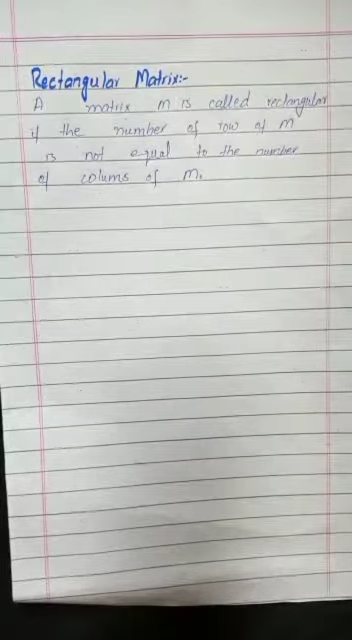 Rectangular Matrix:-
A matrix M is called rectangular
if the number of row of M
is not equal to the number
of colums of M.